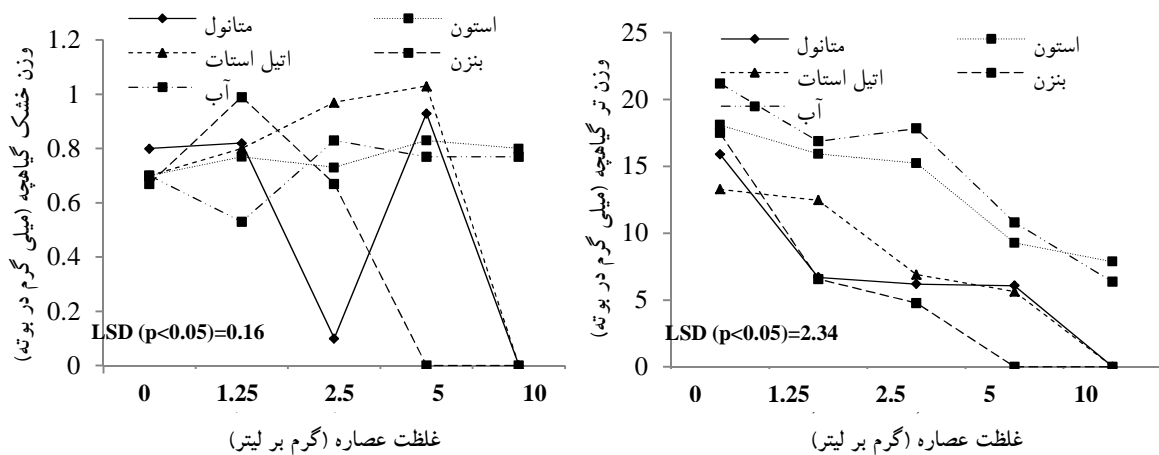 متانول
استون
اتیل استات
بنزن
آب
وزن خشک گیاهچه (میلی گرم در بوته)
1.2
1
0.8
0.6
0.4
0.2
0
LSD (p<0.05)=0.16
0 1.25 2.5 5 10
غلظت عصاره (گرم بر لیتر)
متانول
استون
اتیل استات
بنزن
آب
وزن تر گیاهچه (میلی گرم در بوته)
25
20
15
10
5
0
LSD (p<0.05)=2.34
0 1.25 2.5 5 10
غلظت عصاره (گرم بر لیتر)